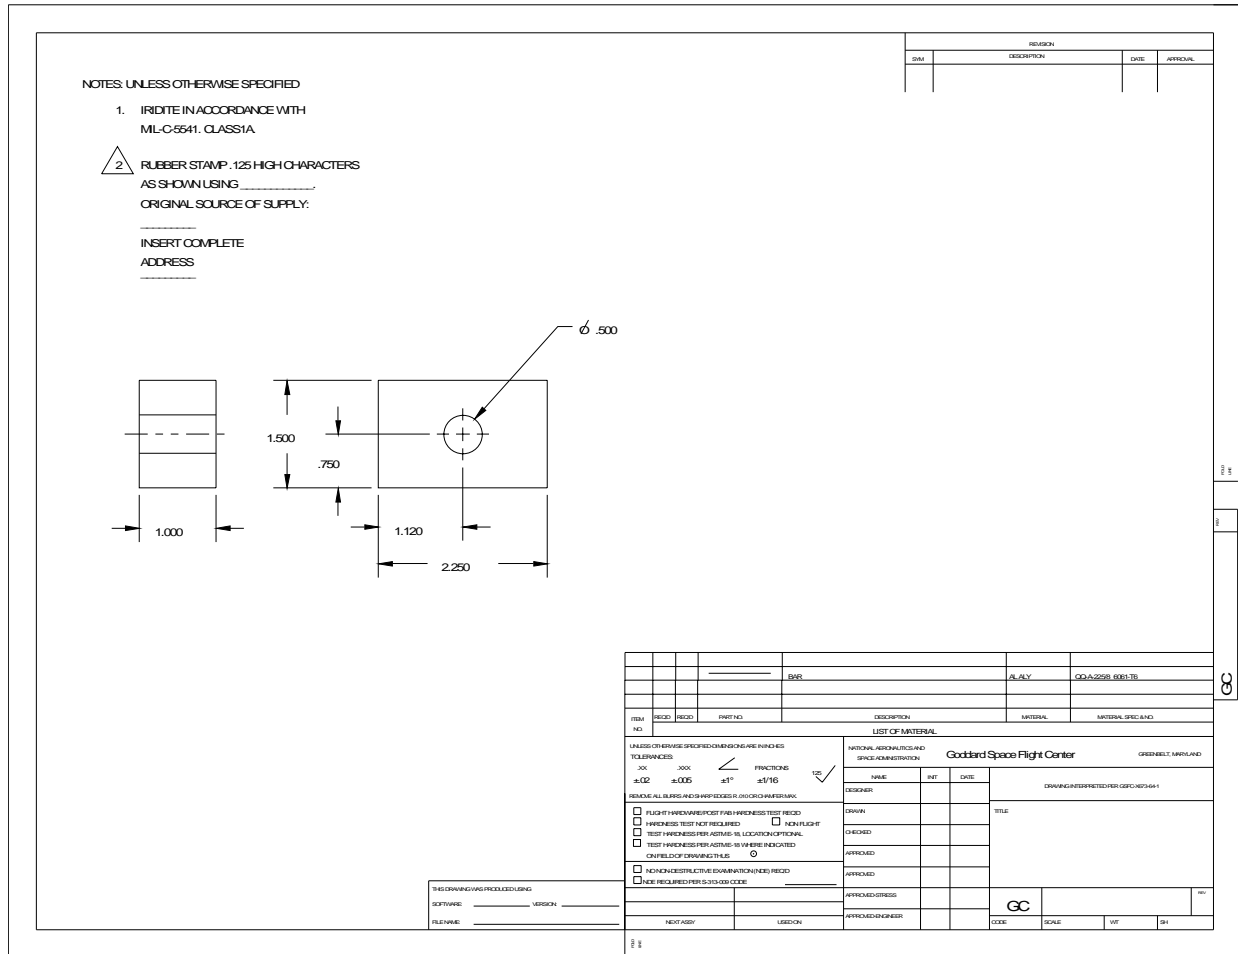 NOTES: UNLESS OTHERWISE SPECIFIED
1. IRIDITE IN ACCORDANCE WITH
MIL-C-5541. CLASS1A.
2 RUBBER STAMP .125 HIGH CHARACTERS
AS SHOWN USING ____________.
ORIGINAL SOURCE OF SUPPLY:
_________
INSERT COMPLETE
ADDRESS
_________
REVISION
SYM DESCRIPTION DATE APPROVAL
Ø .500
1.500
.750
1.000
1.120
2.250
FOLD
LINE
REV
GC
BAR AL ALY QQ-A-225/8 6061-T6
ITEM
NO. REQD REQD PART NO. DESCRIPTION MATERIAL MATERIAL SPEC & NO.
LIST OF MATERIAL
UNLESS OTHERWISE SPECIFIED DIMENSIONS ARE IN INCHES
TOLERANCES:
.XX .XXX FRACTIONS
±.02 ±.005 ±1° ±1/16
125
REMOVE ALL BURRS AND SHARP EDGES R .010 OR CHAMFER MAX.
FLIGHT HARDWARE/POST FAB HARDNESS TEST REQD
HARDNESS TEST NOT REQUIRED NON FLIGHT
TEST HARDNESS PER ASTM E-18, LOCATION OPTIONAL
TEST HARDNESS PER ASTM E-18 WHERE INDICATED
ON FIELD OF DRAWING THUS
NO NON-DESTRUCTIVE EXAMINATION (NDE) REQD
NDE REQUIRED PER S-313-009 CODE
NEXT ASSY USED ON
NATIONAL AERONAUTICS AND
SPACE ADMINISTRATION
Goddard Space Flight Center
GREENBELT, MARYLAND
NAME INIT DATE
DESIGNER
DRAWN
CHECKED
APPROVED
APPROVED
APPROVED-STRESS
APPROVED-ENGINEER
DRAWING INTERPRETED PER GSFC-X-673-64-1
TITLE
GC
REV
CODE SCALE WT SH
THIS DRAWING WAS PRODUCED USING
SOFTWARE: VERSION:
FILE NAME:
FOLD
LINE